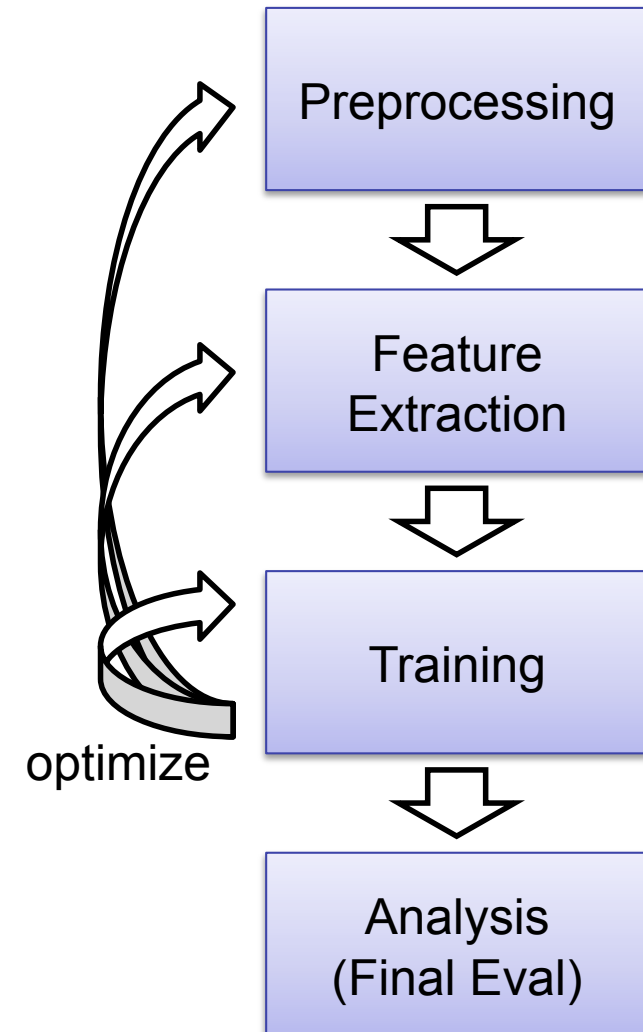 Preprocessing
Feature
Extraction
Training
optimize
Analysis
(Final Eval)